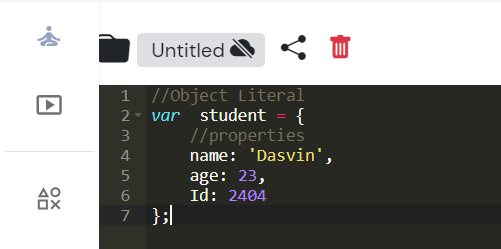 Untitled
1 //Object Literal
2 var  student = {
3     //properties
4     name: 'Dasvin',
5     age: 23,
6     Id: 2404
7 };